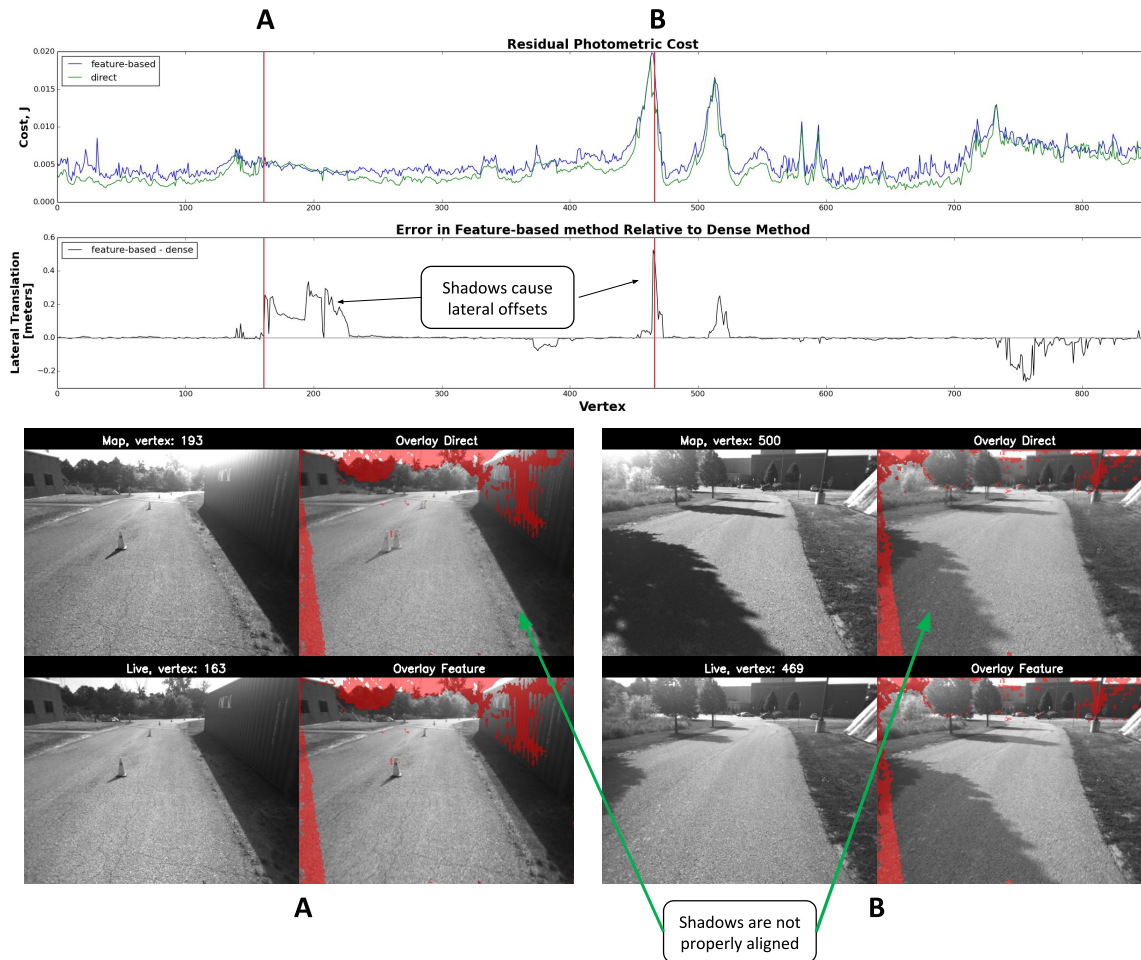 A
B
Residual Photometric Cost
feature-based
direct
Cost, J
0.020
0.015
0.010
0.005
0.000
0 100 200 300 400 500 600 700 800
Error in Feature-based method Relative to Dense Method
feature-based - dense
Lateral Translation
[meters]
0.6
0.4
0.2
0.0
−0.2
Shadows cause
lateral offsets
0 100 200 300 400 500 600 700 800
Vertex
Map, vertex: 193
Overlay Direct
Live, vertex: 163
Overlay Feature
Map, vertex: 500
Overlay Direct
Live, vertex: 469
Overlay Feature
A
B
Shadows are not
properly aligned